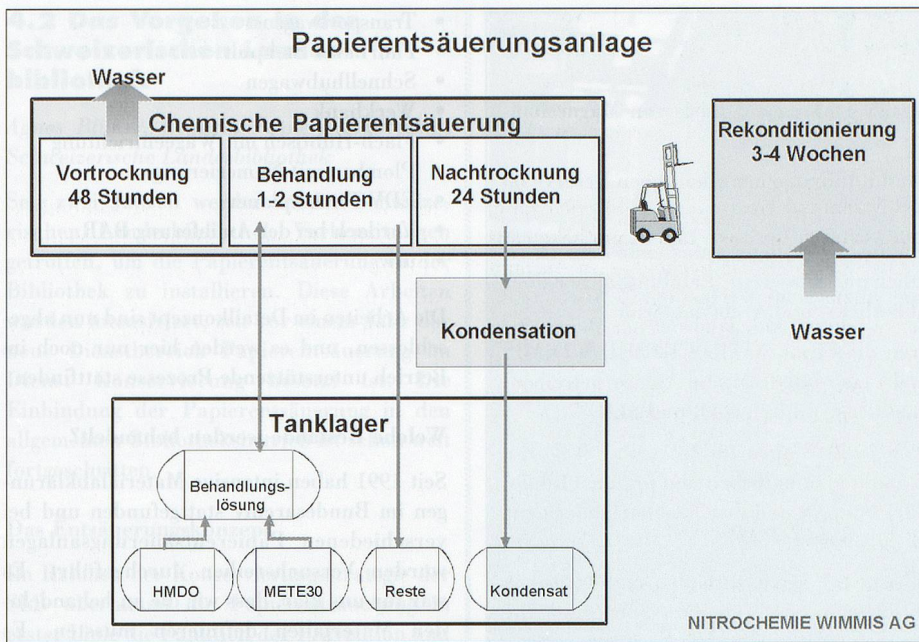 Papierentsäuerungsanlage
Wasser
Chemische Papierentsäuerung
Vortrocknung
48 Stunden
Behandlung
1-2 Stunden
Nachtrocknung
24 Stunden
Rekonditionierung
3-4 Wochen
Kondensation
Wasser
Tanklager
Behandlungs-
lösung
HMDO
METE30
Reste
Kondensat
NITROCHEMIE WIMMIS AG